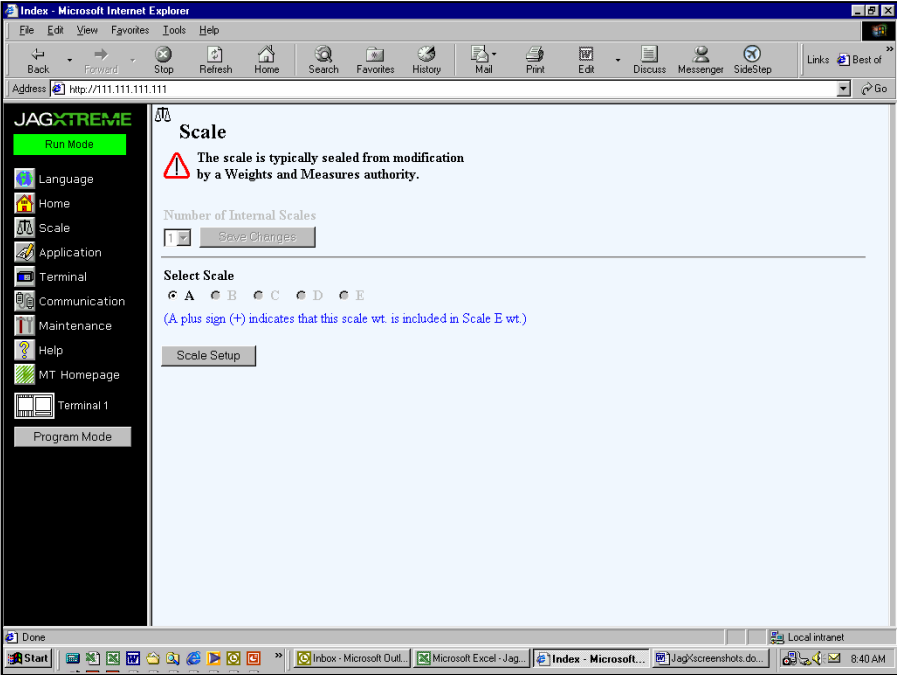 Index - Microsoft Internet Explorer
File Edit View Favorites Tools Help
Back Forward Stop Refresh Home Search Favorites History Mail Print Edit Discuss Messenger SideStep Links Best of »
Address http://111.111.111.111 Go
JAGXTREME
Run Mode
Language
Home
Scale
Application
Terminal
Communication
Maintenance
Help
MT Homepage
Terminal 1
Program Mode
Scale
The scale is typically sealed from modification
by a Weights and Measures authority.
Number of Internal Scales
1 Save Changes
Select Scale
A B C D E
(A plus sign (+) indicates that this scale wt. is included in Scale E wt.)
Scale Setup
Done Local intranet
Start » Inbox - Microsoft Outl... Microsoft Excel - Jag... Index - Microsoft... JagXscreenshots.do... 8:40 AM